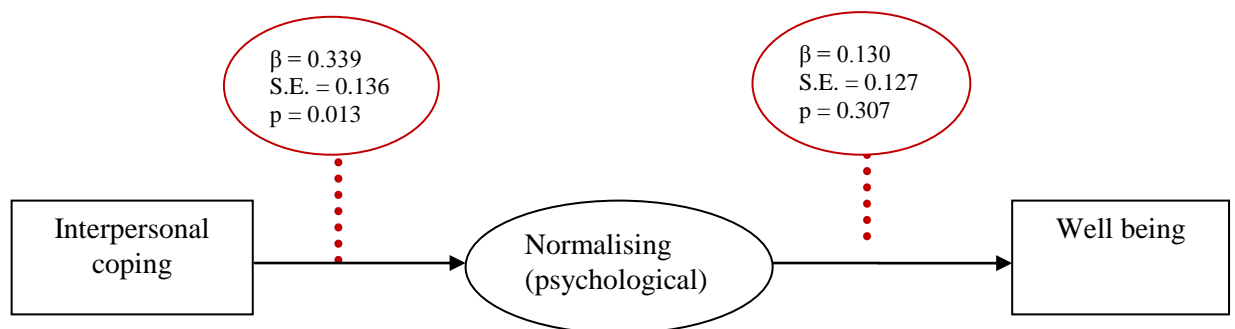 β = 0.339
S.E. = 0.136
p = 0.013
β = 0.130
S.E. = 0.127
p = 0.307
Interpersonal
coping
Normalising
(psychological)
Well being